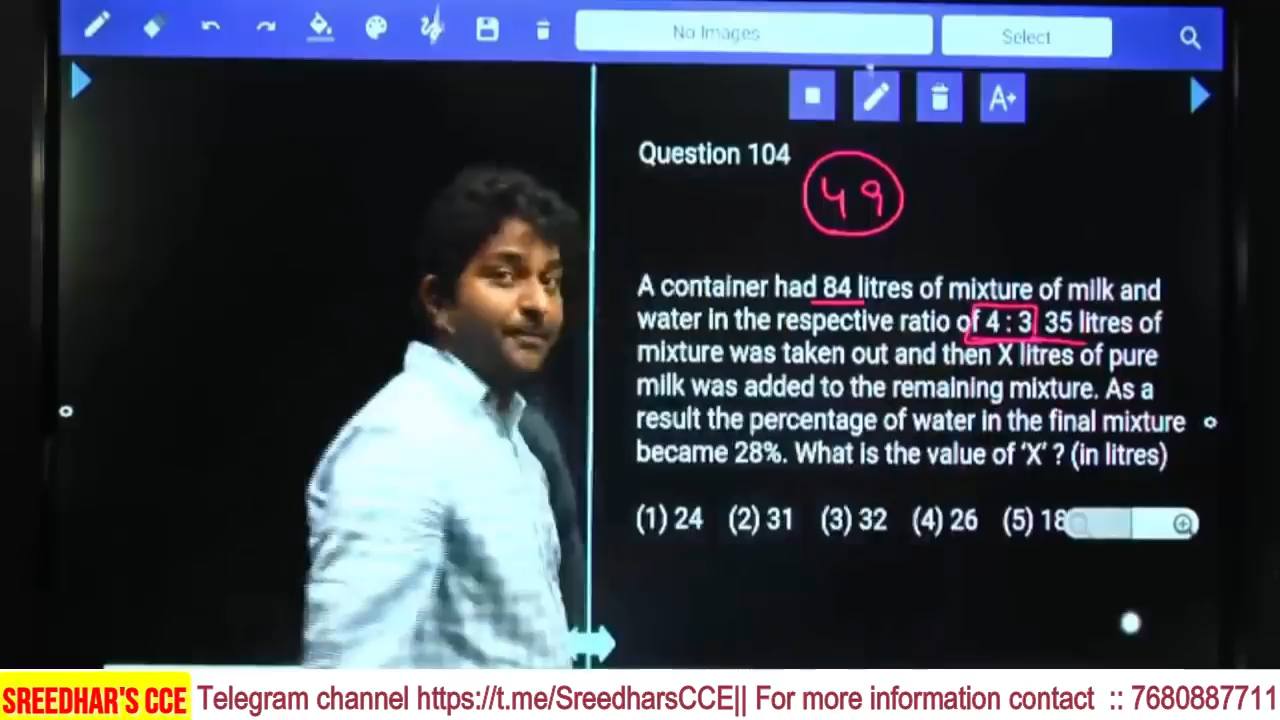 No Images
Select
A+
Question 104
49
A container had 84 litres of mixture of milk and
water in the respective ratio of 4 : 3 35 litres of
mixture was taken out and then X litres of pure
milk was added to the remaining mixture. As a
result the percentage of water in the final mixture
became 28%. What is the value of 'X' ? (in litres)
(1) 24 (2) 31 (3) 32 (4) 26 (5) 18
SREEDHAR'S CCE Telegram channel https://t.me/SreedharsCCE|| For more information contact :: 7680887711